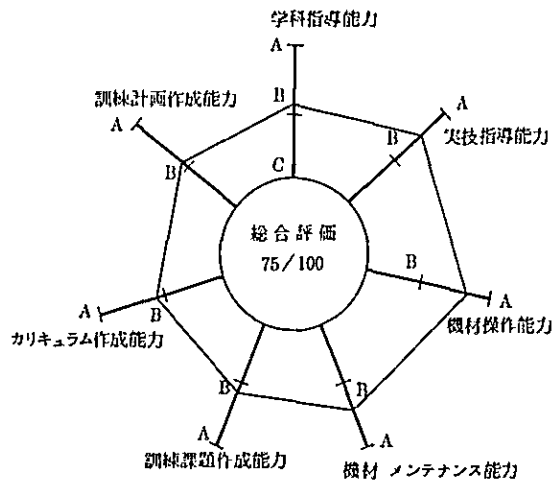 学科指導能力
A
B
C
訓練計画作成能力
A
B
A
B
実技指導能力
総合評価
75/100
B
A
機材操作能力
A
B
カリキュラム作成能力
B
A
訓練課題作成能力
B
A
機材 メンテナンス能力